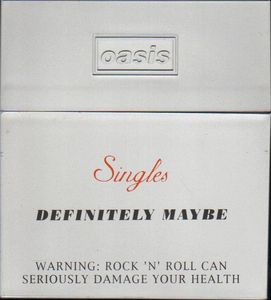 oasis
Singles
DEFINITELY MAYBE
WARNING: ROCK 'N' ROLL CAN
SERIOUSLY DAMAGE YOUR HEALTH